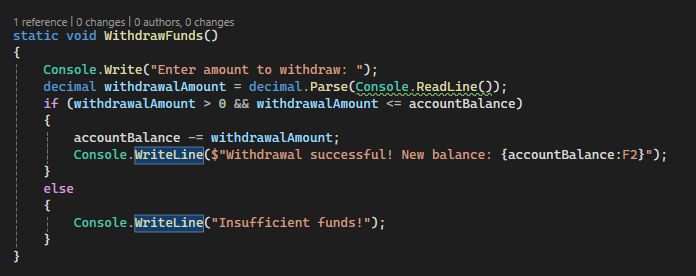 1 reference | 0 changes | 0 authors, 0 changes
static void WithdrawFunds()
{
    Console.Write("Enter amount to withdraw: ");
    decimal withdrawalAmount = decimal.Parse(Console.ReadLine());
    if (withdrawalAmount > 0 && withdrawalAmount <= accountBalance)
    {
        accountBalance -= withdrawalAmount;
        Console.WriteLine($"Withdrawal successful! New balance: {accountBalance:F2}");
    }
    else
    {
        Console.WriteLine("Insufficient funds!");
    }
}